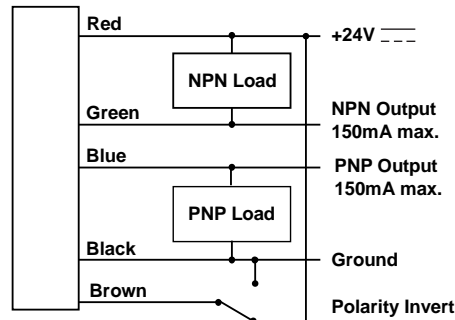 Red
+24V
NPN Load
Green
NPN Output
150mA max.
Blue
PNP Output
150mA max.
PNP Load
Black
Ground
Brown
Polarity Invert